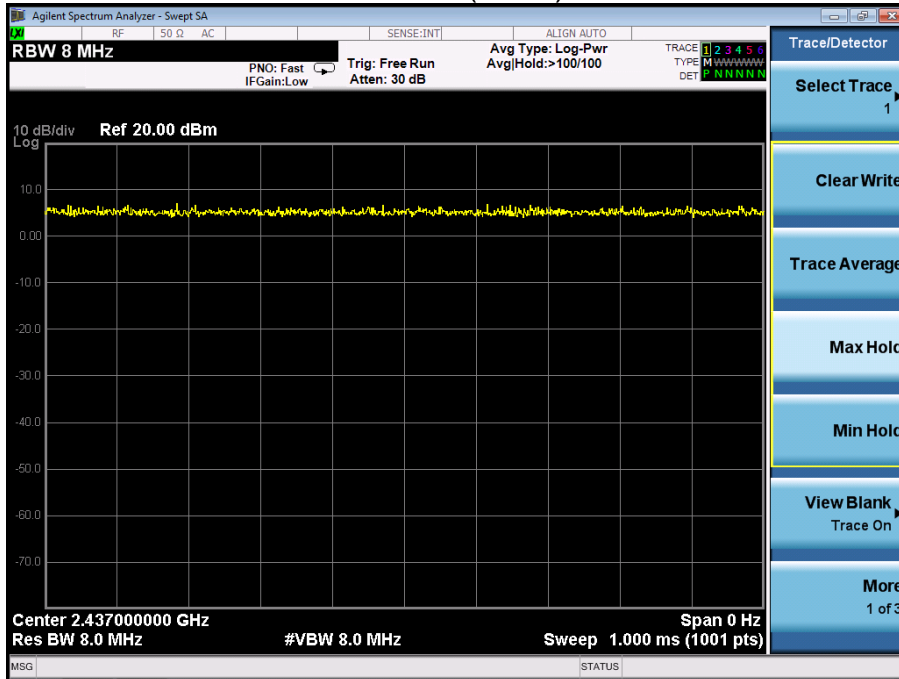 Agilent Spectrum Analyzer - Swept SA
LXI RF 50 Ω AC SENSE:INT ALIGN AUTO
RBW 8 MHz
PNO: Fast
IFGain:Low
Trig: Free Run
Atten: 30 dB
Avg Type: Log-Pwr
Avg|Hold:>100/100
TRACE 1 2 3 4 5 6
TYPE M WWWWW
DET P N N N N N
Trace/Detector
Select Trace
1
Clear Write
Trace Average
Max Hold
Min Hold
View Blank
Trace On
More
1 of 3
10 dB/div Ref 20.00 dBm
Log
10.0
0.00
-10.0
-20.0
-30.0
-40.0
-50.0
-60.0
-70.0
Center 2.437000000 GHz Span 0 Hz
Res BW 8.0 MHz #VBW 8.0 MHz Sweep 1.000 ms (1001 pts)
MSG STATUS